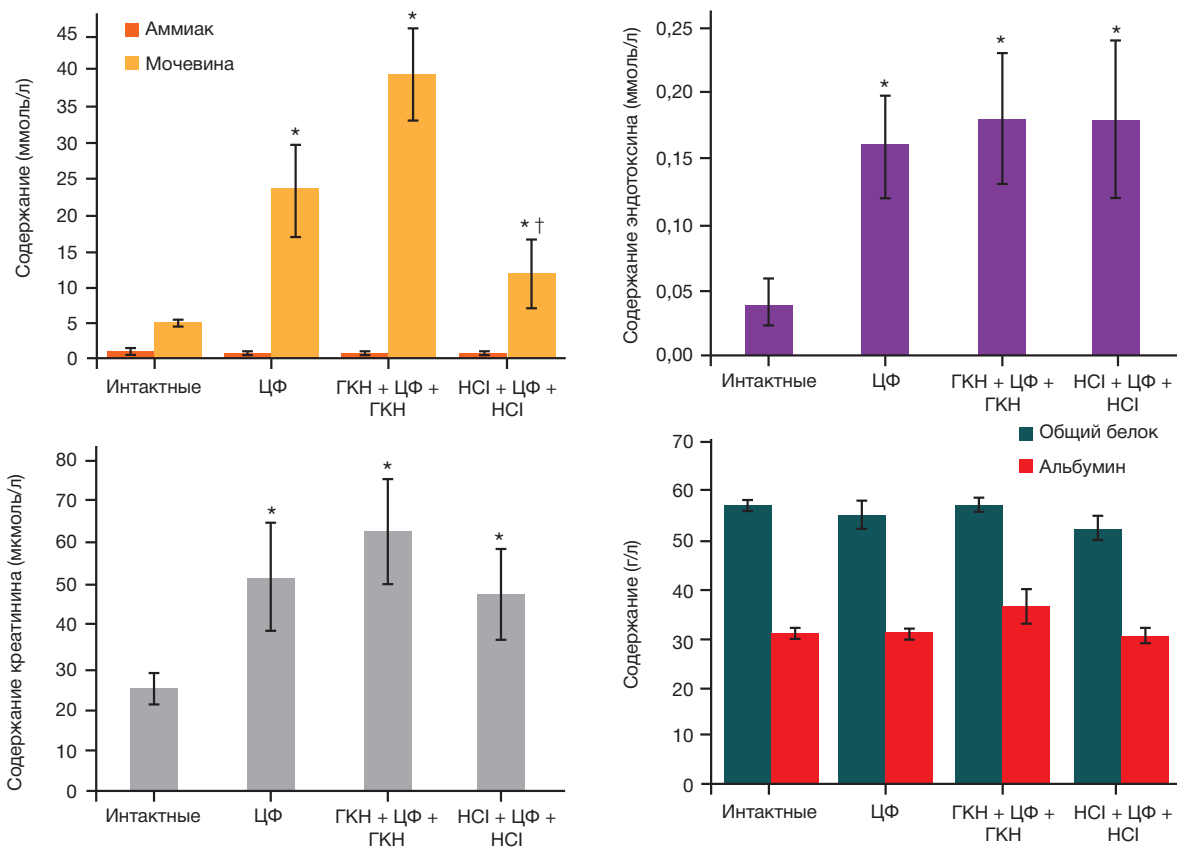 Содержание (ммоль/л)
45
40
35
30
25
20
15
10
5
0
Аммиак
Мочевина
*
*
* †
Интактные
ЦФ
ГКН + ЦФ +
ГКН
HCl + ЦФ +
HCl
Содержание эндотоксина (ммоль/л)
0,25
0,20
0,15
0,10
0,05
0,00
*
*
*
Интактные
ЦФ
ГКН + ЦФ +
ГКН
HCl + ЦФ +
HCl
Содержание креатинина (мкмоль/л)
80
70
60
50
40
30
20
10
0
*
*
*
Интактные
ЦФ
ГКН + ЦФ +
ГКН
HCl + ЦФ +
HCl
Содержание (г/л)
70
60
50
40
30
20
10
0
Общий белок
Альбумин
Интактные
ЦФ
ГКН + ЦФ +
ГКН
HCl + ЦФ +
HCl